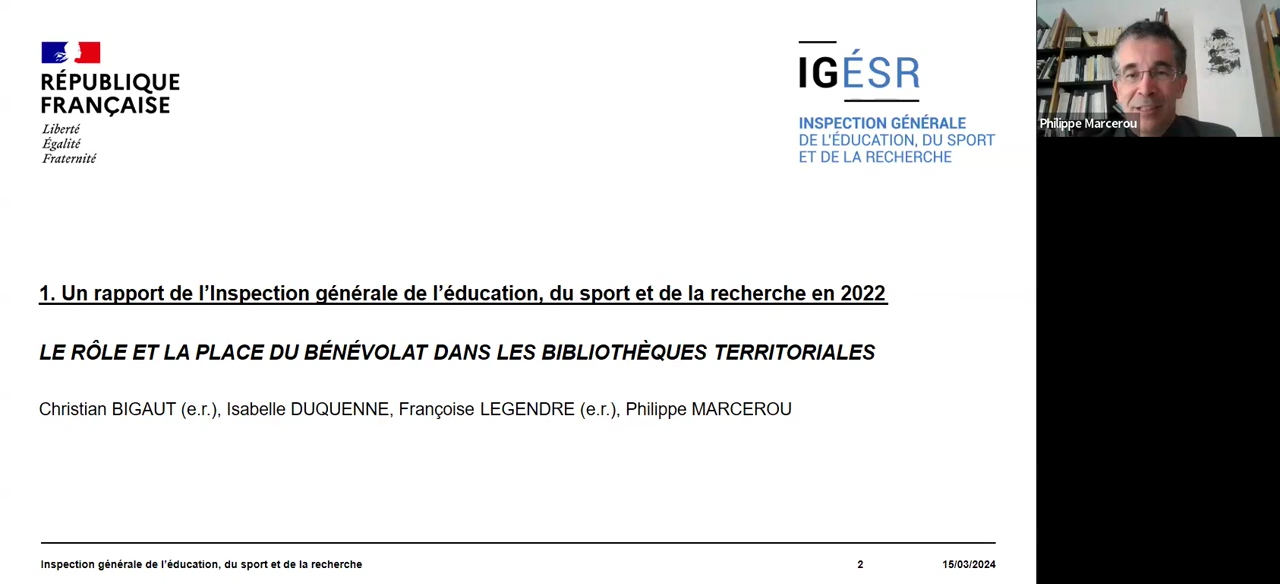 RÉPUBLIQUE
FRANÇAISE
Liberté
Égalité
Fraternité
IGÉSR
INSPECTION GÉNÉRALE
DE L'ÉDUCATION, DU SPORT
ET DE LA RECHERCHE
Philippe Marcerou
1. Un rapport de l’Inspection générale de l’éducation, du sport et de la recherche en 2022
LE RÔLE ET LA PLACE DU BÉNÉVOLAT DANS LES BIBLIOTHÈQUES TERRITORIALES
Christian BIGAUT (e.r.), Isabelle DUQUENNE, Françoise LEGENDRE (e.r.), Philippe MARCEROU
Inspection générale de l’éducation, du sport et de la recherche 2 15/03/2024